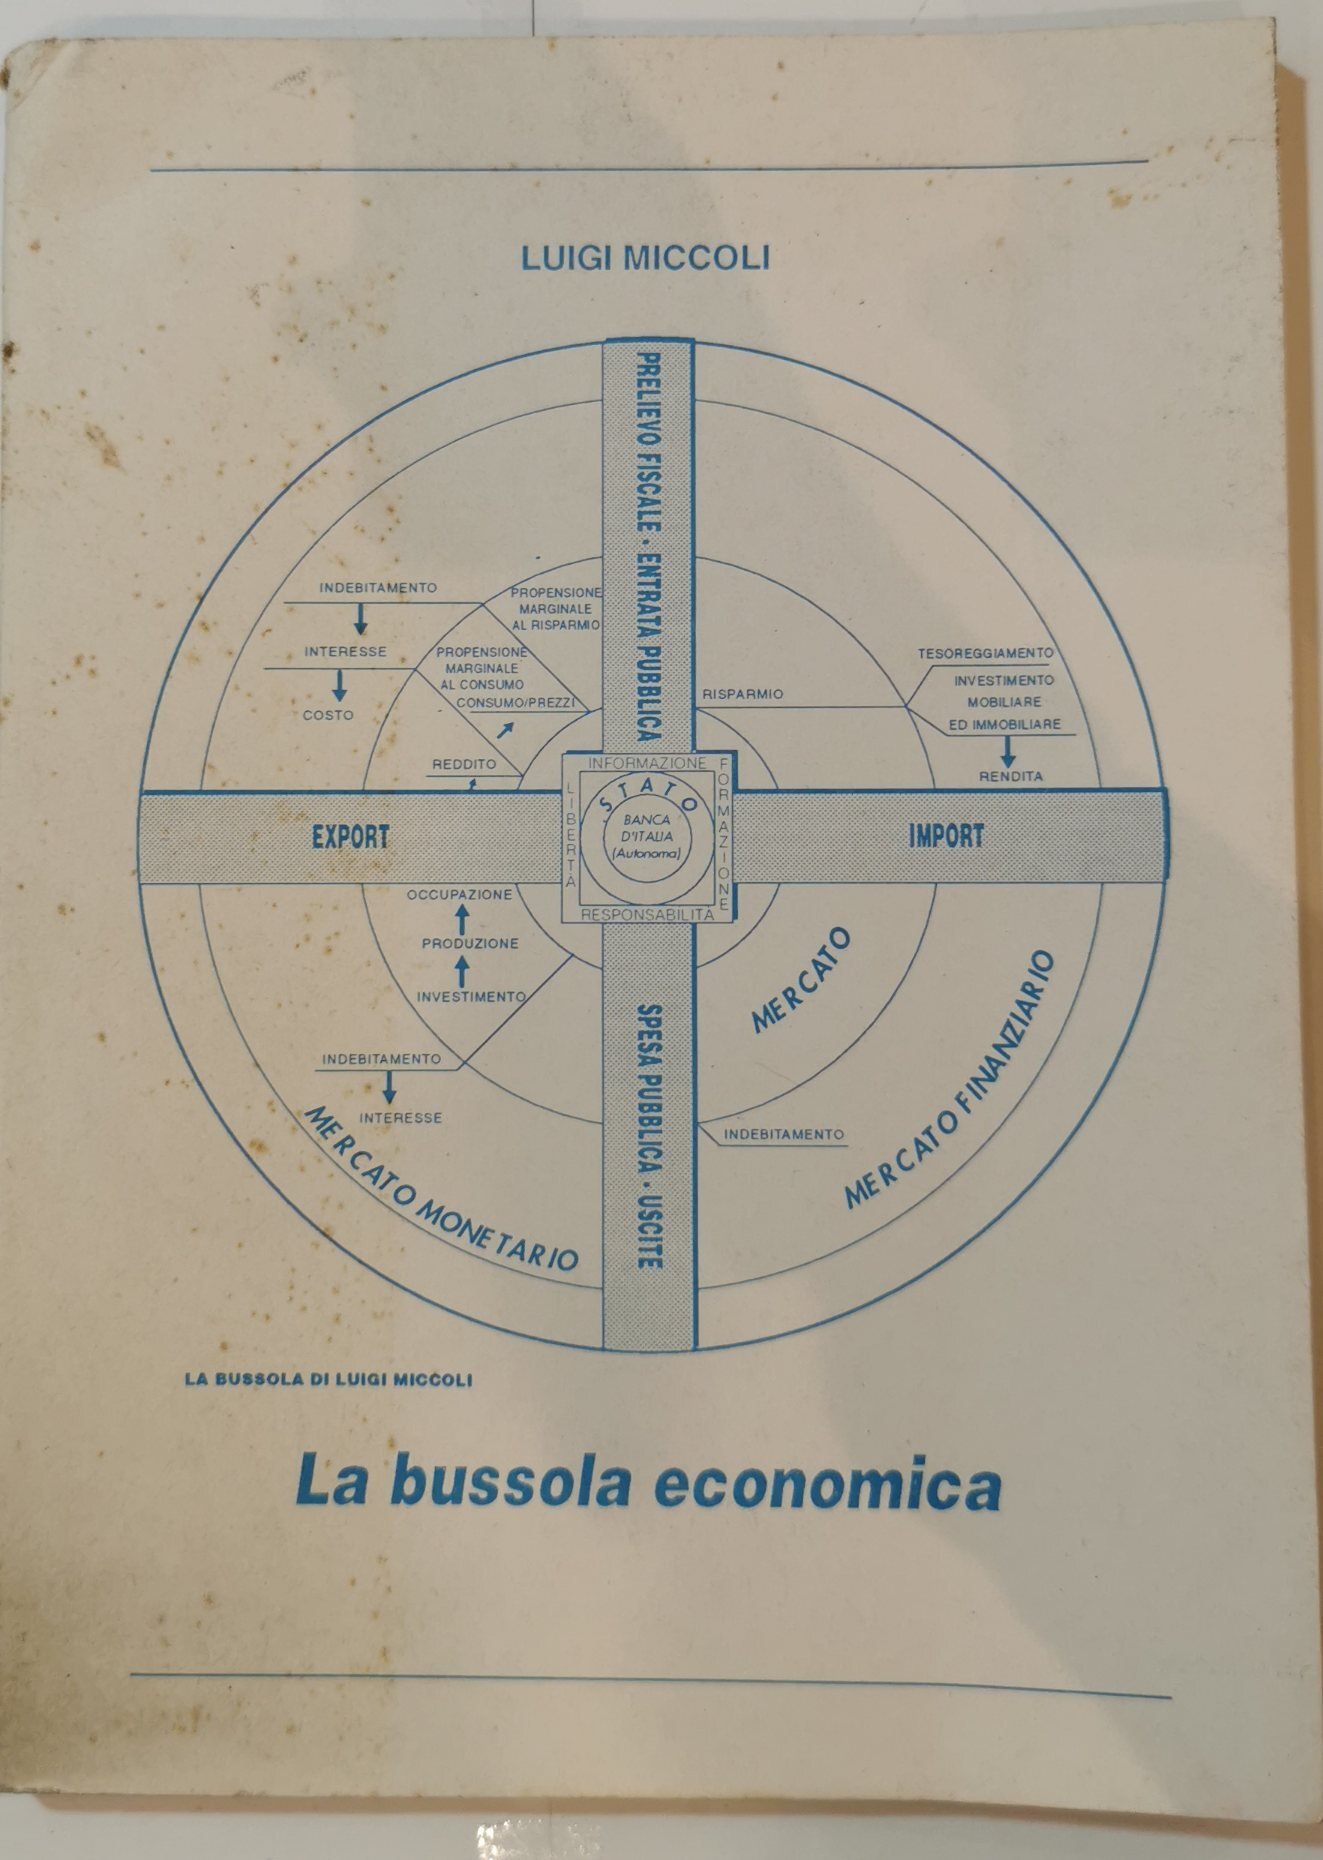 LUIGI MICCOLI
PRELIEVO FISCALE - ENTRATA PUBBLICA
INDEBITAMENTO
INTERESSE
COSTO
PROPENSIONE
MARGINALE
AL RISPARMIO
PROPENSIONE
MARGINALE
AL CONSUMO
CONSUMO/PREZZI
REDDITO
RISPARMIO
TESOREGGIAMENTO
INVESTIMENTO
MOBILIARE
ED IMMOBILIARE
RENDITA
INFORMAZIONE
FORMAZIONE
LIBERTA
STATO
BANCA
D'ITALIA
(Autonoma)
RESPONSABILITA
EXPORT
IMPORT
OCCUPAZIONE
PRODUZIONE
INVESTIMENTO
INDEBITAMENTO
INTERESSE
MERCATO MONETARIO
SPESA PUBBLICA - USCITE
MERCATO
MERCATO FINANZIARIO
INDEBITAMENTO
LA BUSSOLA DI LUIGI MICCOLI
La bussola economica